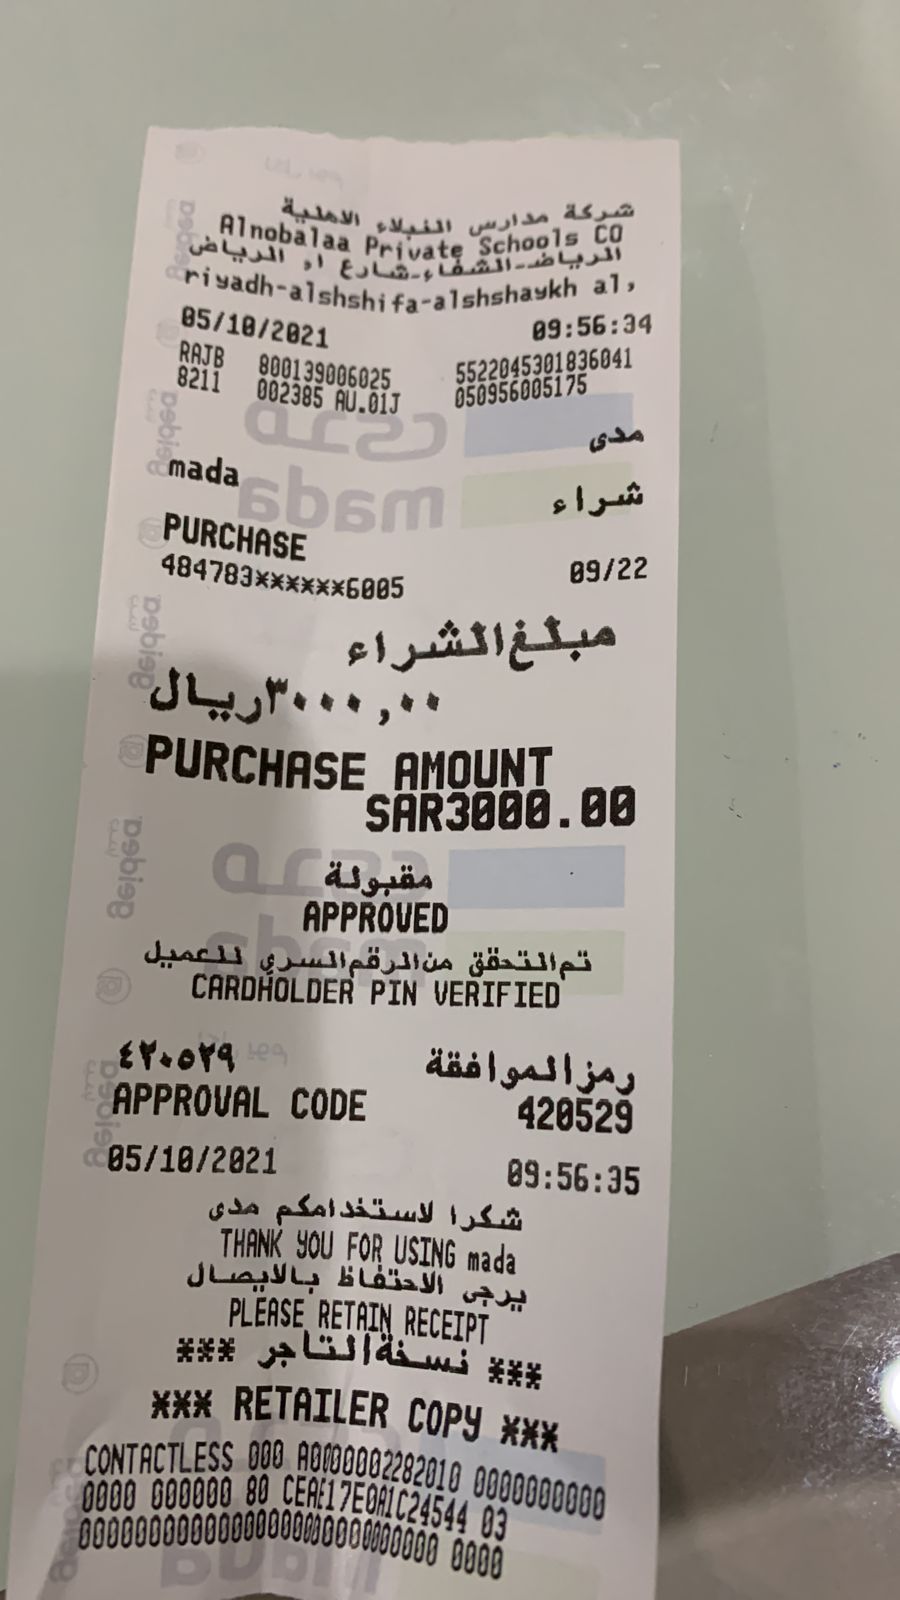 شركة مدارس النبلاء الاهلية
Alnobalaa Private Schools CO
الرياض-الشفاء-شارع ا، الرياض
riyadh-alshshifa-alshshaykh al,
05/10/2021 09:56:34
RAJB 800139006025 5522045301836041
8211 002385 AU.01J 050956005175
مدى
mada
شراء
PURCHASE
484783******6005 09/22
مبلغ الشراء
٣٠٠٠,٠٠ ريال
PURCHASE AMOUNT
SAR3000.00
مقبولة
APPROVED
تم التحقق من الرقم السري للعميل
CARDHOLDER PIN VERIFIED
رمز الموافقة ٤٢٠٥٢٩
APPROVAL CODE 420529
05/10/2021 09:56:35
شكرا لاستخدامكم مدى
THANK YOU FOR USING mada
يرجى الاحتفاظ بالايصال
PLEASE RETAIN RECEIPT
*** نسخة التاجر ***
*** RETAILER COPY ***
CONTACTLESS 000 A0000002282010 0000000000
0000 600000 80 CEAE17E0A1C24544 03
0000